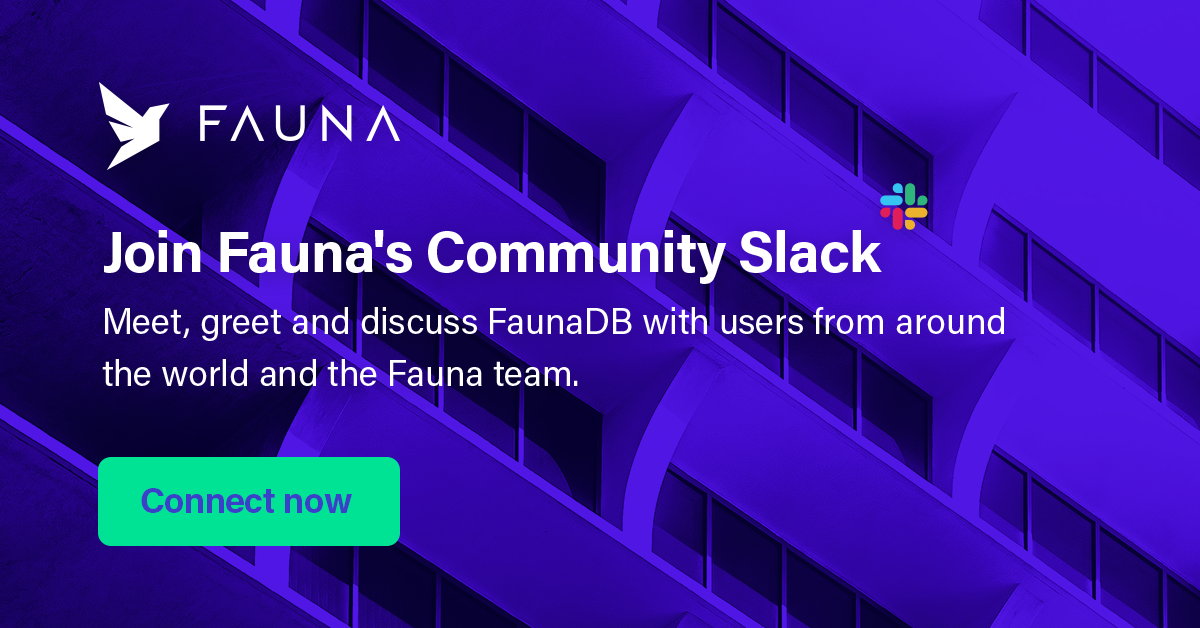 FAUNA
Join Fauna's Community Slack
Meet, greet and discuss FaunaDB with users from around
the world and the Fauna team.
Connect now